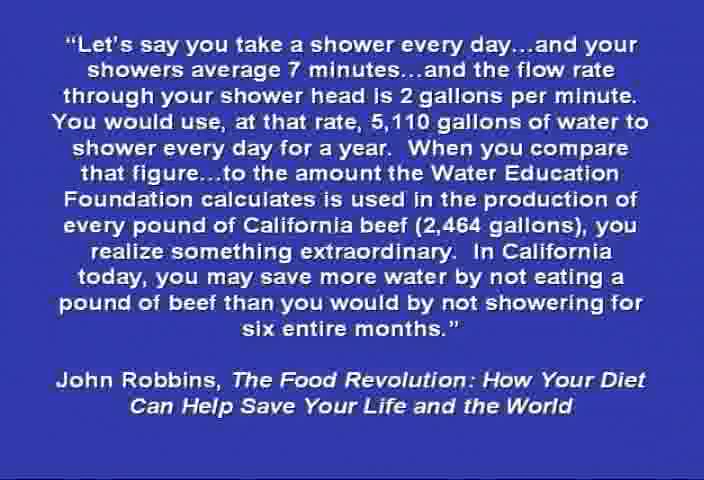 “Let’s say you take a shower every day…and your
showers average 7 minutes…and the flow rate
through your shower head is 2 gallons per minute.
You would use, at that rate, 5,110 gallons of water to
shower every day for a year.  When you compare
that figure…to the amount the Water Education
Foundation calculates is used in the production of
every pound of California beef (2,464 gallons), you
realize something extraordinary.  In California
today, you may save more water by not eating a
pound of beef than you would by not showering for
six entire months.”
John Robbins, The Food Revolution: How Your Diet
Can Help Save Your Life and the World